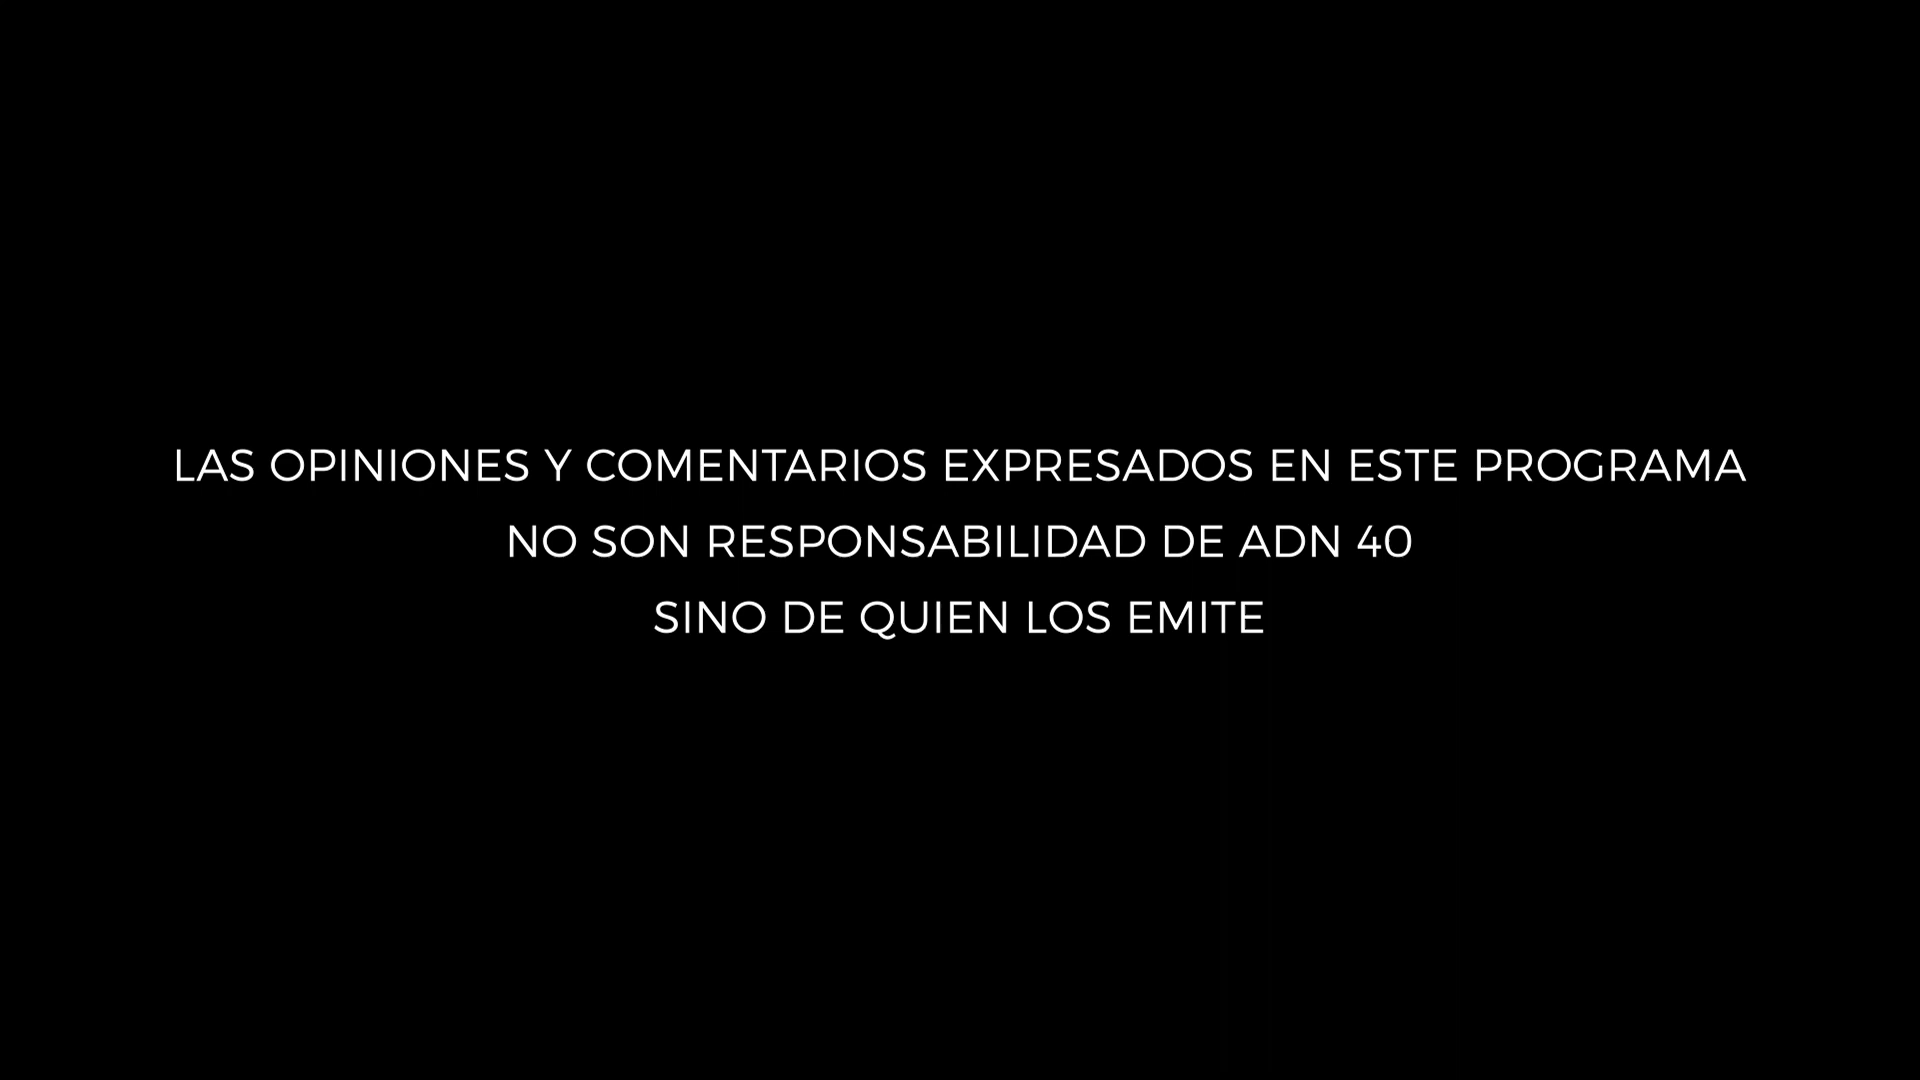 LAS OPINIONES Y COMENTARIOS EXPRESADOS EN ESTE PROGRAMA
NO SON RESPONSABILIDAD DE ADN 40
SINO DE QUIEN LOS EMITE